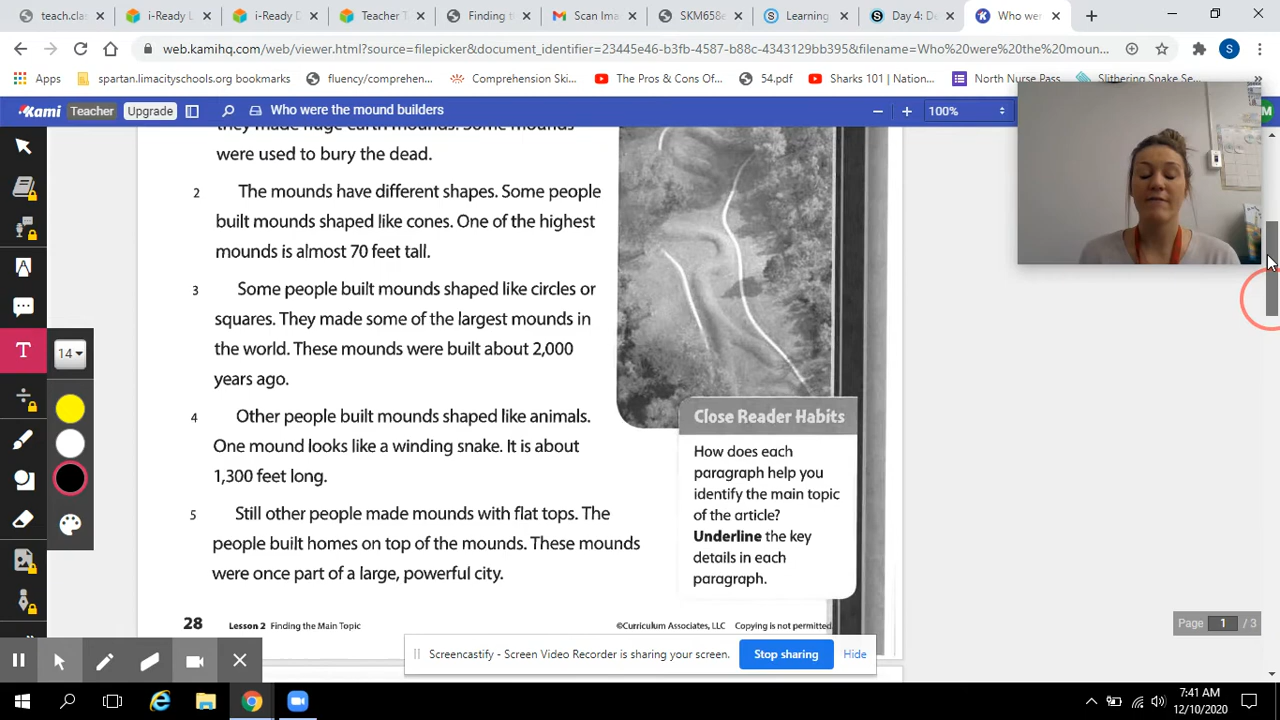 teach.clas
i-Ready L
i-Ready D
Teacher T
Finding t
Scan Ima
SKM658e
Learning
Day 4: De
Who wer
web.kamihq.com/web/viewer.html?source=filepicker&document_identifier=23445e46-b3fb-4587-b88c-4343129bb395&filename=Who%20were%20the%20moun...
S
Apps
spartan.limacityschools.org bookmarks
fluency/comprehen...
Comprehension Ski...
The Pros & Cons Of...
54.pdf
Sharks 101 | Nation...
North Nurse Pass
Slithering Snake Se...
»
Kami Teacher Upgrade
Who were the mound builders
100%
M
they made huge earth mounds. Some mounds
were used to bury the dead.
2 The mounds have different shapes. Some people
built mounds shaped like cones. One of the highest
mounds is almost 70 feet tall.
3 Some people built mounds shaped like circles or
squares. They made some of the largest mounds in
the world. These mounds were built about 2,000
years ago.
4 Other people built mounds shaped like animals.
One mound looks like a winding snake. It is about
1,300 feet long.
5 Still other people made mounds with flat tops. The
people built homes on top of the mounds. These mounds
were once part of a large, powerful city.
Close Reader Habits
How does each
paragraph help you
identify the main topic
of the article?
Underline the key
details in each
paragraph.
T
14
28 Lesson 2 Finding the Main Topic
©Curriculum Associates, LLC Copying is not permitted.
Page 1 / 3
Screencastify - Screen Video Recorder is sharing your screen.
Stop sharing
Hide
7:41 AM
12/10/2020